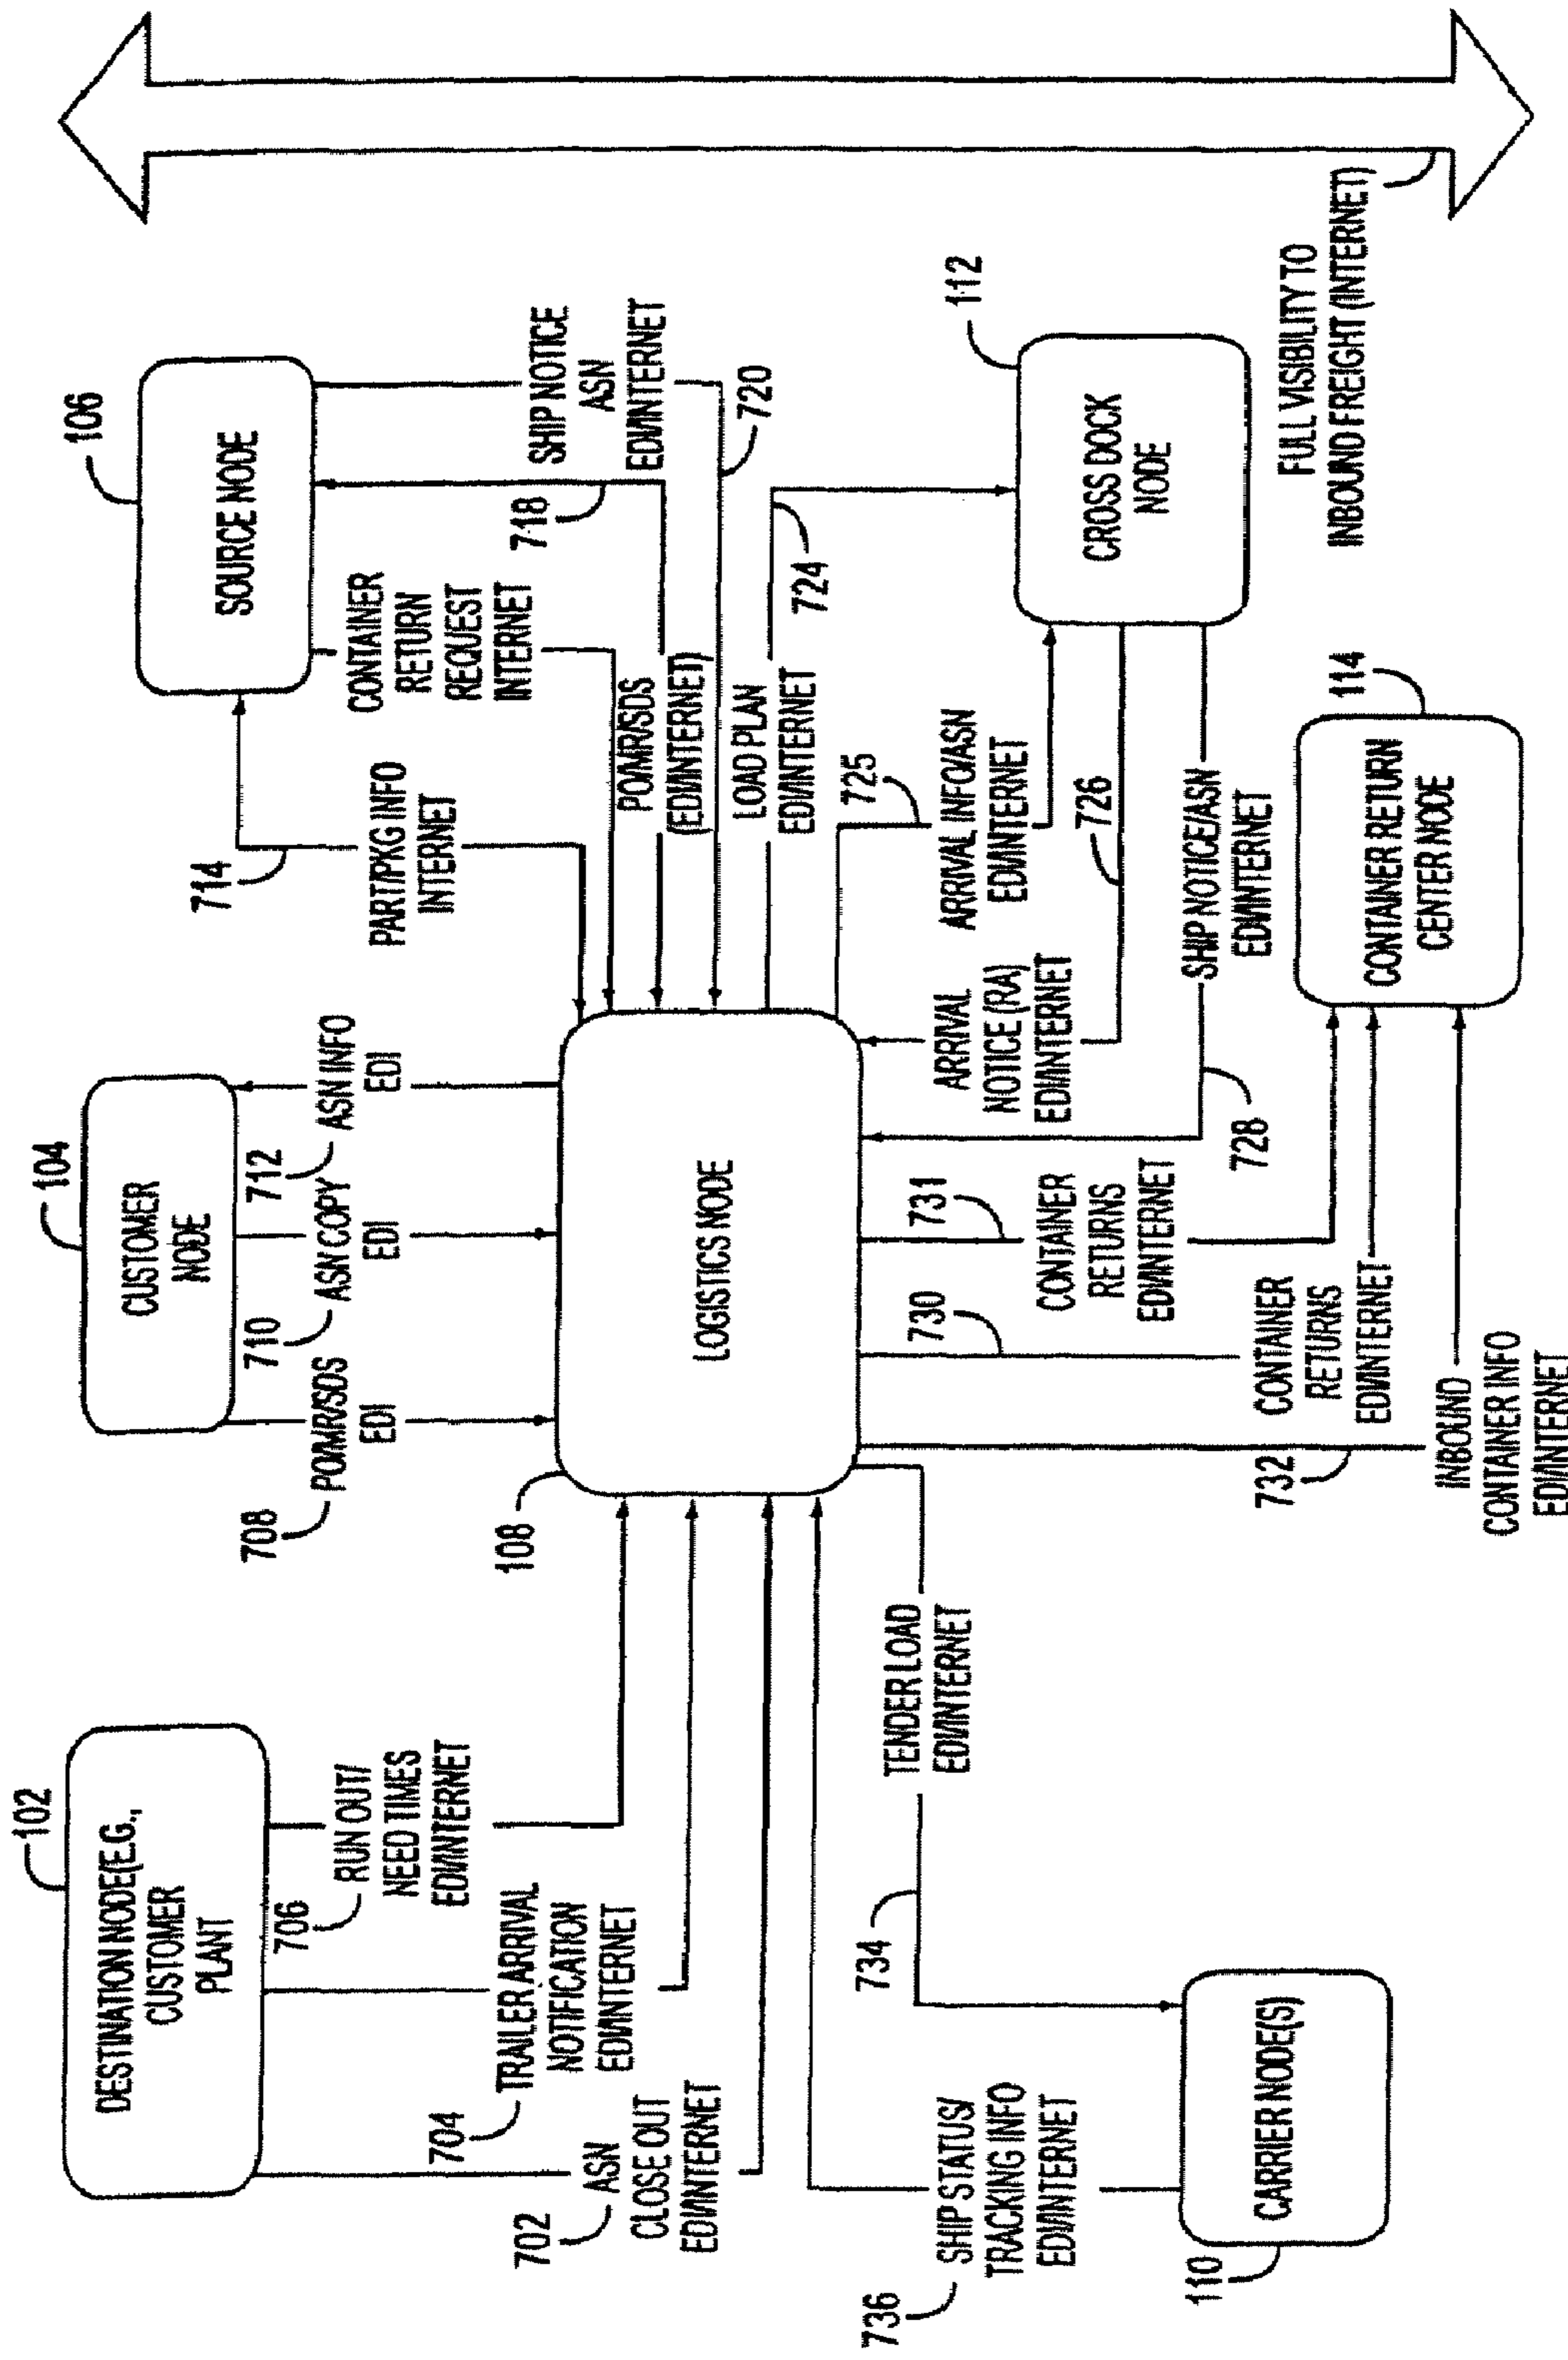 102
DESTINATION NODE(E.G.,
CUSTOMER
PLANT
702
ASN
CLOSE OUT
EDI/INTERNET
704
TRAILER ARRIVAL
NOTIFICATION
EDI/INTERNET
706
RUN OUT/
NEED TIMES
EDI/INTERNET
104
CUSTOMER
NODE
708
PO/MR/SDS
EDI
710
ASN COPY
EDI
712
ASN INFO
EDI
106
SOURCE NODE
714
PART/PKG INFO
INTERNET
CONTAINER
RETURN
REQUEST
INTERNET
718
SHIP NOTICE
ASN
EDI/INTERNET
720
PO/MR/SDS
(EDI/INTERNET)
108
LOGISTICS NODE
LOAD PLAN
EDI/INTERNET
724
725
ARRIVAL INFO/ASN
EDI/INTERNET
112
CROSS DOCK
NODE
726
ARRIVAL
NOTICE (RA)
EDI/INTERNET
SHIP NOTICE/ASN
EDI/INTERNET
728
731
CONTAINER
RETURNS
EDI/INTERNET
730
CONTAINER
RETURNS
EDI/INTERNET
732
INBOUND
CONTAINER INFO
EDI/INTERNET
114
CONTAINER RETURN
CENTER NODE
734
TENDER LOAD
EDI/INTERNET
736
SHIP STATUS/
TRACKING INFO
EDI/INTERNET
110
CARRIER NODE(S)
FULL VISIBILITY TO
INBOUND FREIGHT (INTERNET)